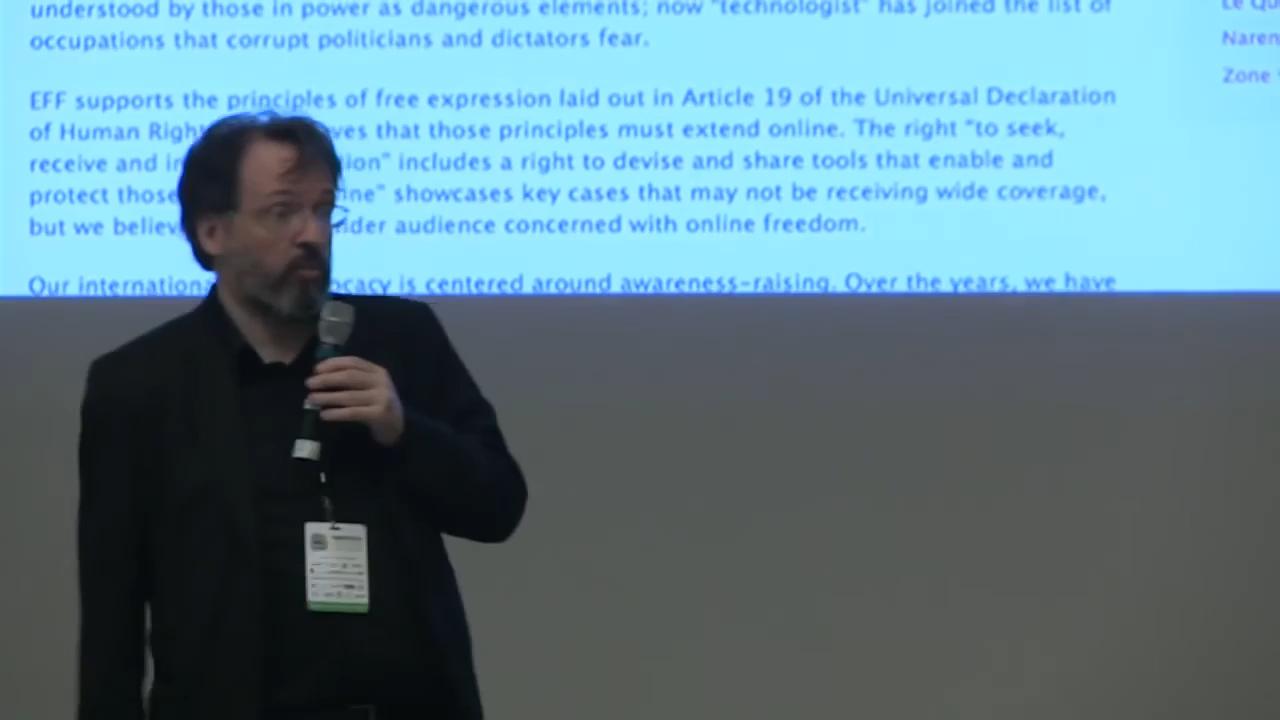 understood by those in power as dangerous elements; now "technologist" has joined the list of
occupations that corrupt politicians and dictators fear.
EFF supports the principles of free expression laid out in Article 19 of the Universal Declaration
of Human Righ ves that those principles must extend online. The right "to seek,
receive and in ion" includes a right to devise and share tools that enable and
protect those ine" showcases key cases that may not be receiving wide coverage,
but we believ ider audience concerned with online freedom.
Our internationa ocacy is centered around awareness-raising. Over the years, we have
Le Qu
Naren
Zone